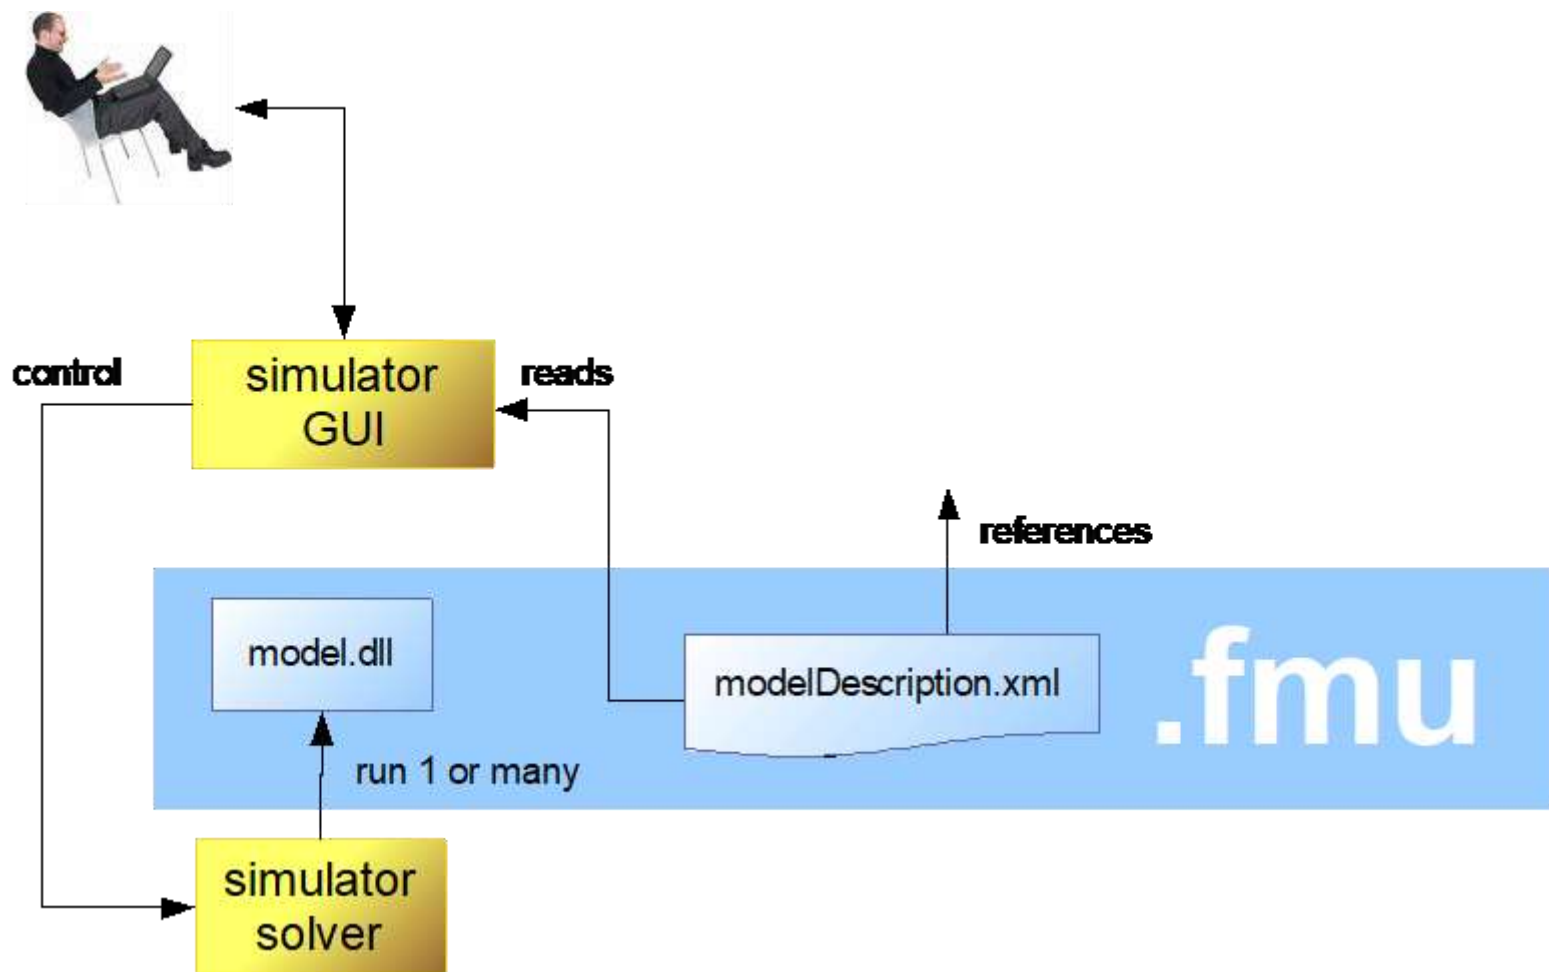 control
simulator
GUI
reads
references
model.dll
modelDescription.xml
.fmu
run 1 or many
simulator
solver